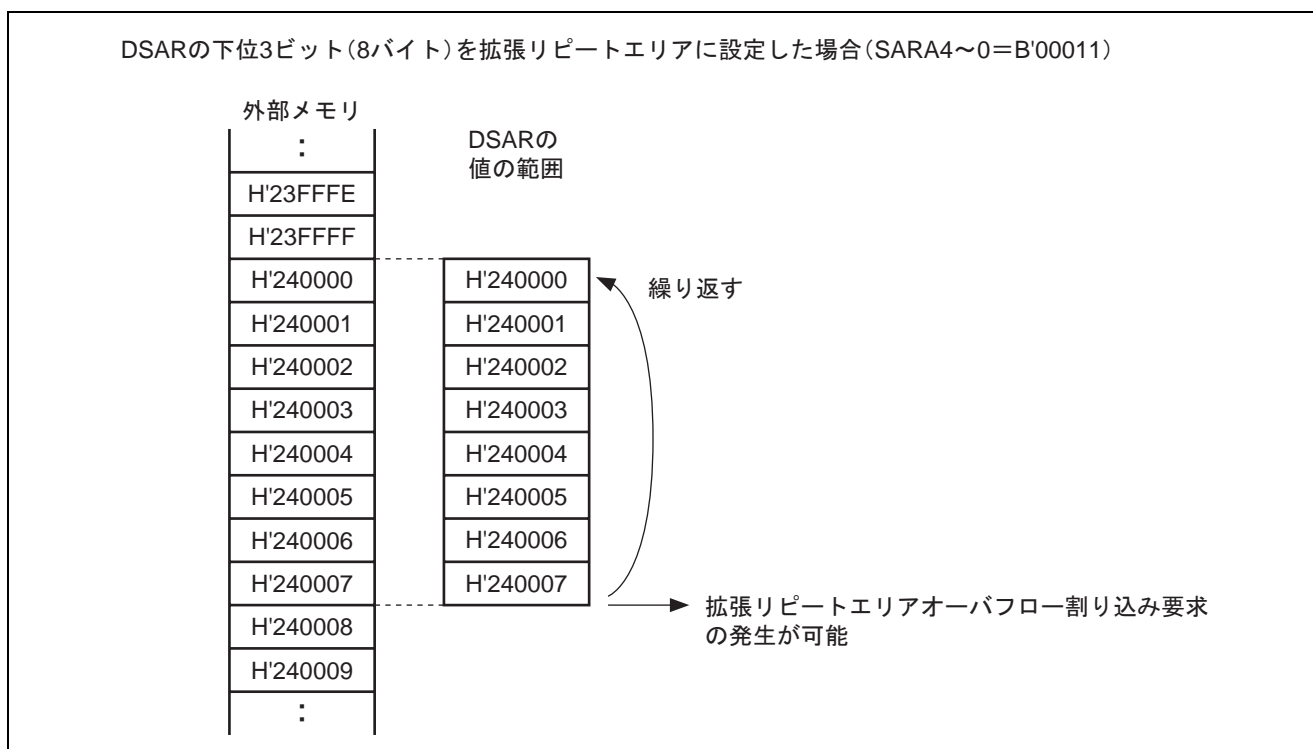 DSARの下位3ビット(8バイト)を拡張リピートエリアに設定した場合(SARA4〜0=B'00011)
外部メモリ
:
H'23FFFE
H'23FFFF
H'240000
H'240001
H'240002
H'240003
H'240004
H'240005
H'240006
H'240007
H'240008
H'240009
:
DSARの
値の範囲
H'240000
H'240001
H'240002
H'240003
H'240004
H'240005
H'240006
H'240007
繰り返す
拡張リピートエリアオーバフロー割り込み要求
の発生が可能